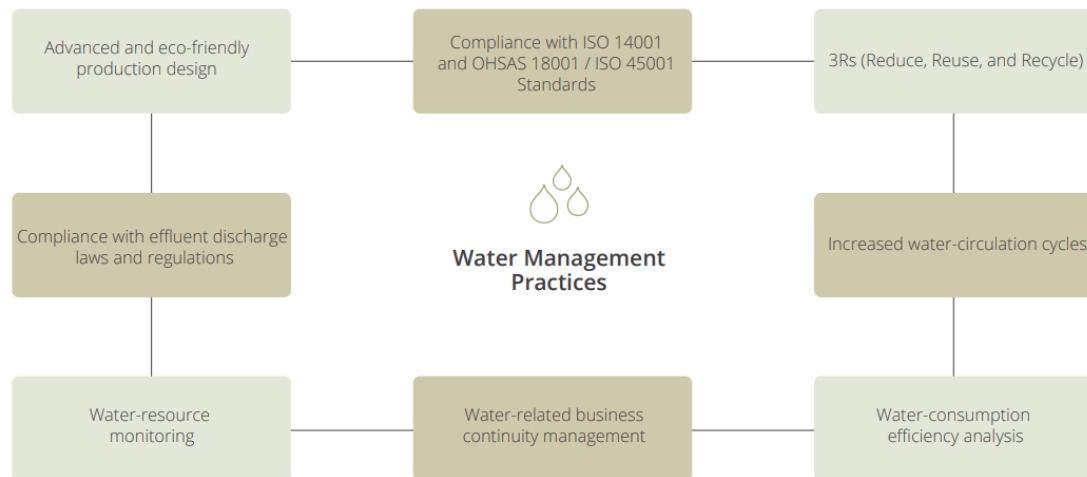 Advanced and eco-friendly
production design
Compliance with ISO 14001
and OHSAS 18001 / ISO 45001
Standards
3Rs (Reduce, Reuse, and Recycle)
Compliance with effluent discharge
laws and regulations
Water Management
Practices
Increased water-circulation cycles
Water-resource
monitoring
Water-related business
continuity management
Water-consumption
efficiency analysis